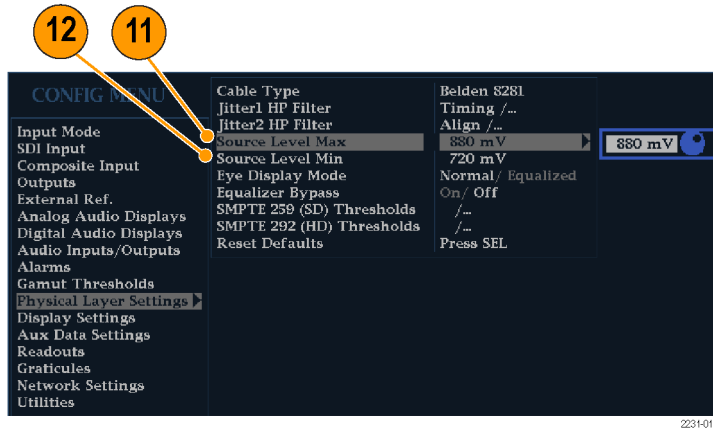 12
11
CONFIG MENU
Input Mode
SDI Input
Composite Input
Outputs
External Ref.
Analog Audio Displays
Digital Audio Displays
Audio Inputs/Outputs
Alarms
Gamut Thresholds
Physical Layer Settings
Display Settings
Aux Data Settings
Readouts
Graticules
Network Settings
Utilities
Cable Type Belden 8281
Jitter1 HP Filter Timing /...
Jitter2 HP Filter Align /...
Source Level Max 880 mV
Source Level Min 720 mV
Eye Display Mode Normal/ Equalized
Equalizer Bypass On/ Off
SMPTE 259 (SD) Thresholds /...
SMPTE 292 (HD) Thresholds /...
Reset Defaults Press SEL
880 mV
2231-01